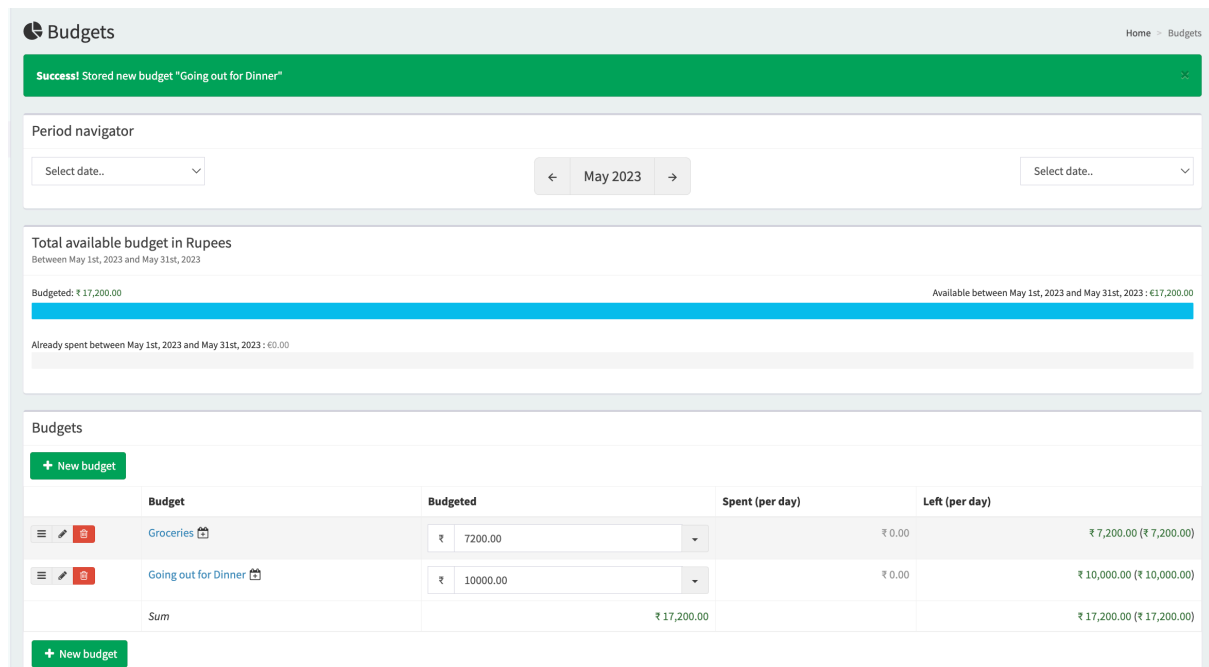 Budgets
Home > Budgets
Success! Stored new budget "Going out for Dinner"
×
Period navigator
Select date..
← May 2023 →
Select date..
Total available budget in Rupees
Between May 1st, 2023 and May 31st, 2023
Budgeted: ₹ 17,200.00
Available between May 1st, 2023 and May 31st, 2023 : €17,200.00
Already spent between May 1st, 2023 and May 31st, 2023 : €0.00
Budgets
+ New budget
Budget Budgeted Spent (per day) Left (per day)
Groceries ₹ 7200.00 ₹ 0.00 ₹ 7,200.00 (₹ 7,200.00)
Going out for Dinner ₹ 10000.00 ₹ 0.00 ₹ 10,000.00 (₹ 10,000.00)
Sum ₹ 17,200.00 ₹ 17,200.00 (₹ 17,200.00)
+ New budget